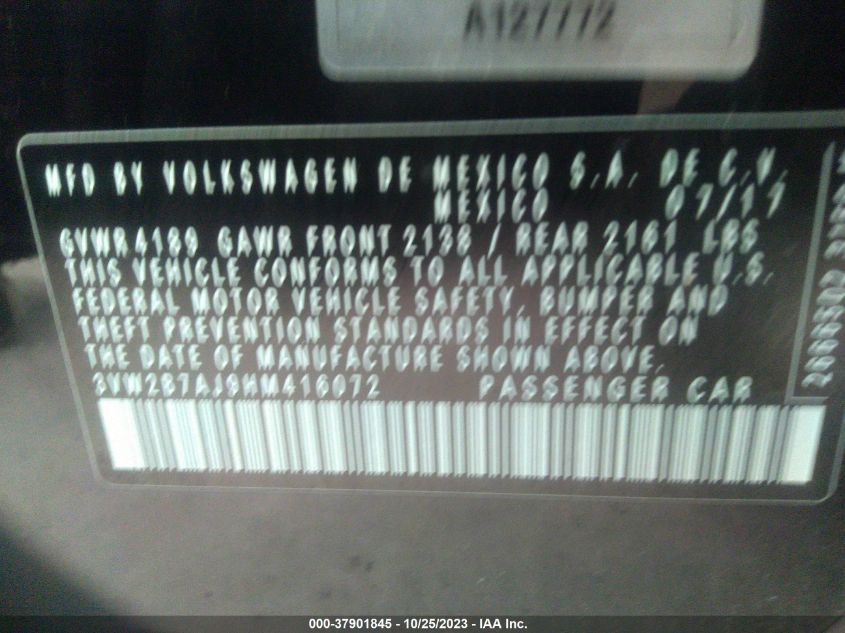 A127772
MFD BY VOLKSWAGEN DE MEXICO S.A. DE C.V.
MEXICO 07/17
GVWR 4189 GAWR FRONT 2138 / REAR 2161 LBS
THIS VEHICLE CONFORMS TO ALL APPLICABLE U.S.
FEDERAL MOTOR VEHICLE SAFETY, BUMPER AND
THEFT PREVENTION STANDARDS IN EFFECT ON
THE DATE OF MANUFACTURE SHOWN ABOVE.
3VW2B7AJ9HM416072 PASSENGER CAR
000-37901845 - 10/25/2023 - IAA Inc.